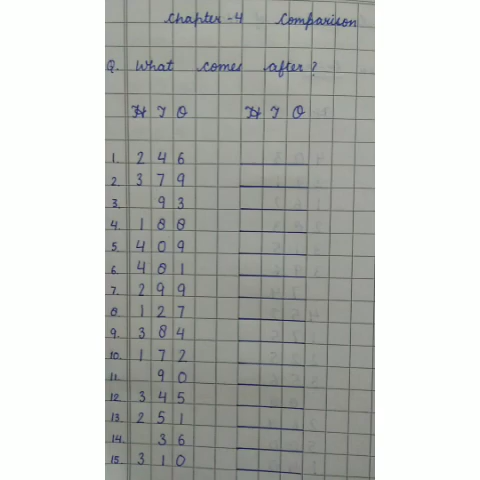 Chapter-4 Comparison
Q. What comes after?
H T O H T O
1. 2 4 6
2. 3 7 9
3. 9 3
4. 1 8 8
5. 4 0 9
6. 4 8 1
7. 2 9 9
8 1 2 7
9. 3 8 4
10. 1 7 2
11. 9 0
12 3 4 5
13. 2 5 1
14. 3 6
15. 3 1 0